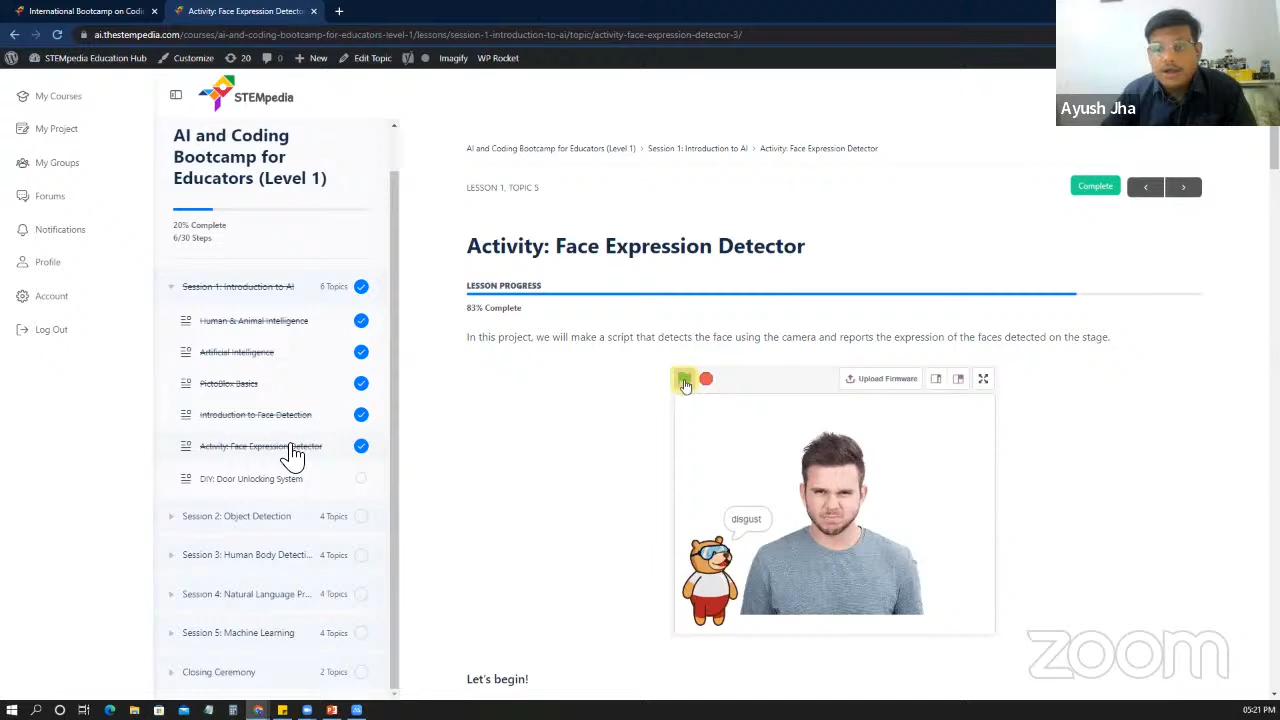 International Bootcamp on Codi
Activity: Face Expression Detecto
ai.thestempedia.com/courses/ai-and-coding-bootcamp-for-educators-level-1/lessons/session-1-introduction-to-ai/topic/activity-face-expression-detector-3/
STEMpedia Education Hub
Customize
20
0
New
Edit Topic
Imagify
WP Rocket
Ayush Jha
My Courses
My Project
My Groups
Forums
Notifications
Profile
Account
Log Out
STEMpedia
AI and Coding
Bootcamp for
Educators (Level 1)
20% Complete
6/30 Steps
Session 1: Introduction to AI 6 Topics
Human & Animal Intelligence
Artificial Intelligence
PictoBlox Basics
Introduction to Face Detection
Activity: Face Expression Detector
DIY: Door Unlocking System
Session 2: Object Detection 4 Topics
Session 3: Human Body Detecti... 4 Topics
Session 4: Natural Language Pr... 4 Topics
Session 5: Machine Learning 4 Topics
Closing Ceremony 2 Topics
AI and Coding Bootcamp for Educators (Level 1) › Session 1: Introduction to AI › Activity: Face Expression Detector
LESSON 1, TOPIC 5
Complete
Activity: Face Expression Detector
LESSON PROGRESS
83% Complete
In this project, we will make a script that detects the face using the camera and reports the expression of the faces detected on the stage.
Upload Firmware
disgust
Let's begin!
zoom
05:21 PM